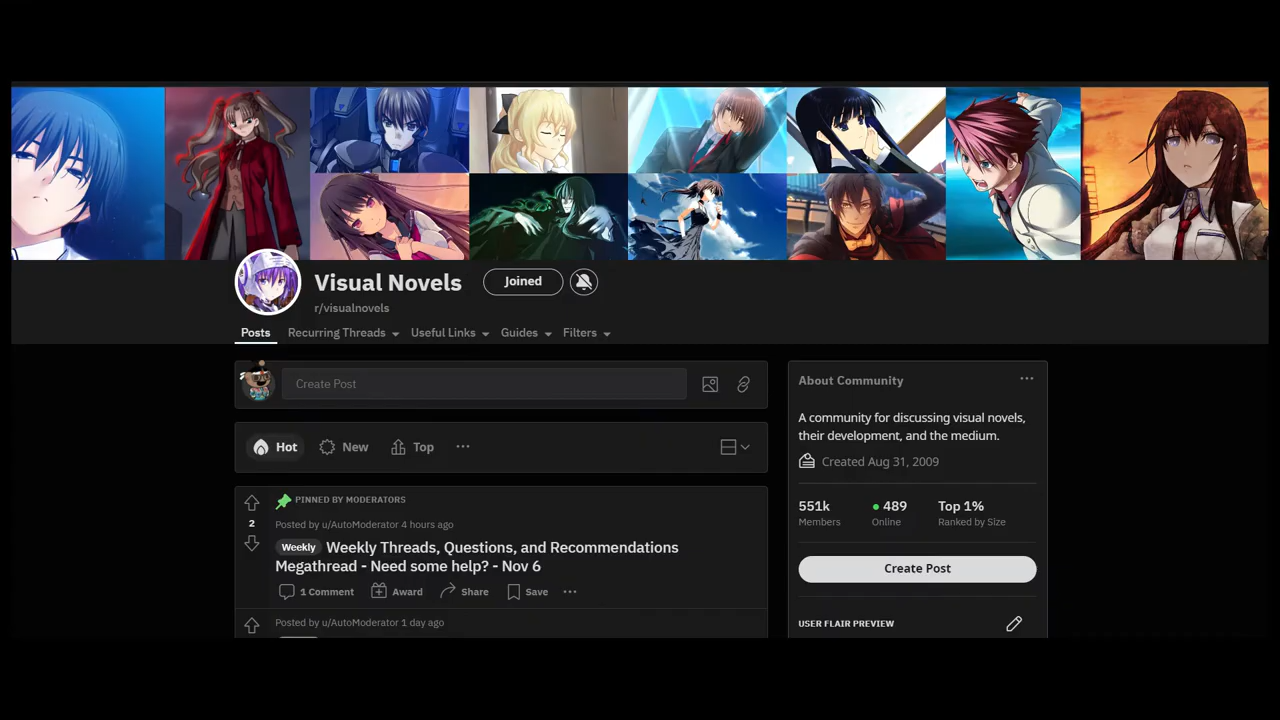 Visual Novels
Joined
r/visualnovels
Posts Recurring Threads Useful Links Guides Filters
Create Post
Hot New Top
PINNED BY MODERATORS
2
Posted by u/AutoModerator 4 hours ago
Weekly Weekly Threads, Questions, and Recommendations
Megathread - Need some help? - Nov 6
1 Comment Award Share Save
Posted by u/AutoModerator 1 day ago
About Community
A community for discussing visual novels,
their development, and the medium.
Created Aug 31, 2009
551k 489 Top 1%
Members Online Ranked by Size
Create Post
USER FLAIR PREVIEW